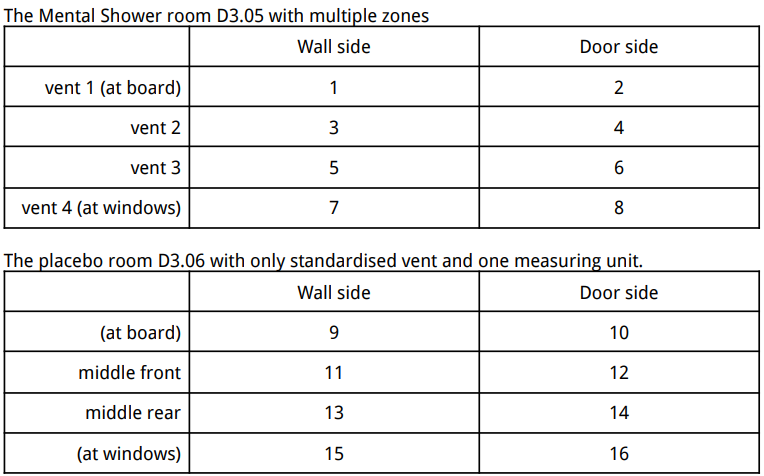 The Mental Shower room D3.05 with multiple zones
Wall side Door side
vent 1 (at board) 1 2
vent 2 3 4
vent 3 5 6
vent 4 (at windows) 7 8
The placebo room D3.06 with only standardised vent and one measuring unit.
Wall side Door side
(at board) 9 10
middle front 11 12
middle rear 13 14
(at windows) 15 16